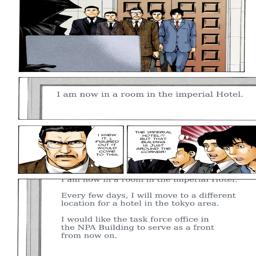 I am now in a room in the imperial Hotel.
I KNEW
IT, I
FIGURED
OUT IT
WOULD
COME
TO THIS.
THE IMPERIAL
HOTEL?!
BUT THAT
BUILDING
IS JUST
AROUND THE
CORNER!
I am now in a room in the imperial Hotel.
Every few days, I will move to a different
location for a hotel in the tokyo area.
I would like the task force office in
the NPA Building to serve as a front
from now on.